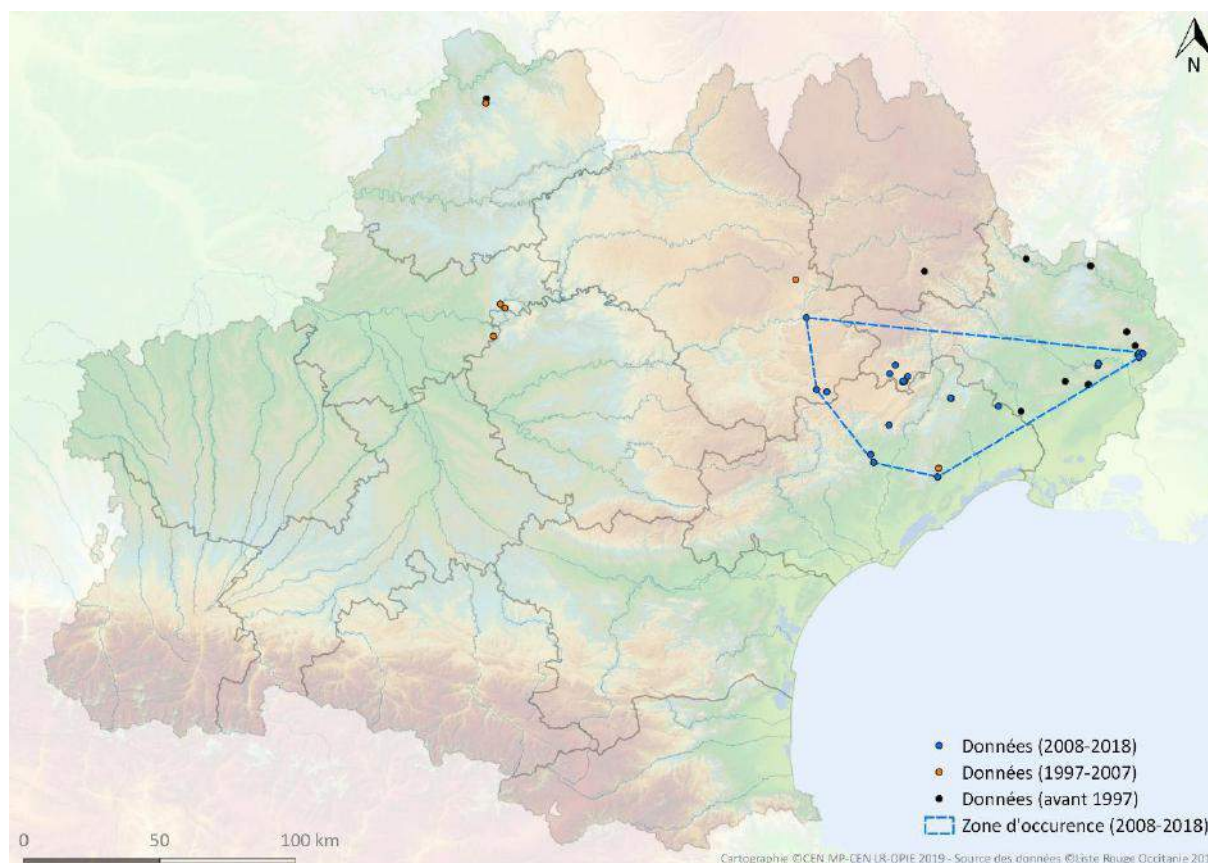 N
Données (2008-2018)
Données (1997-2007)
Données (avant 1997)
Zone d'occurence (2008-2018)
0 50 100 km
Cartographie ©CEN MP-CEN LR-OPIE 2019 - Source des données ©Liste Rouge Occitanie